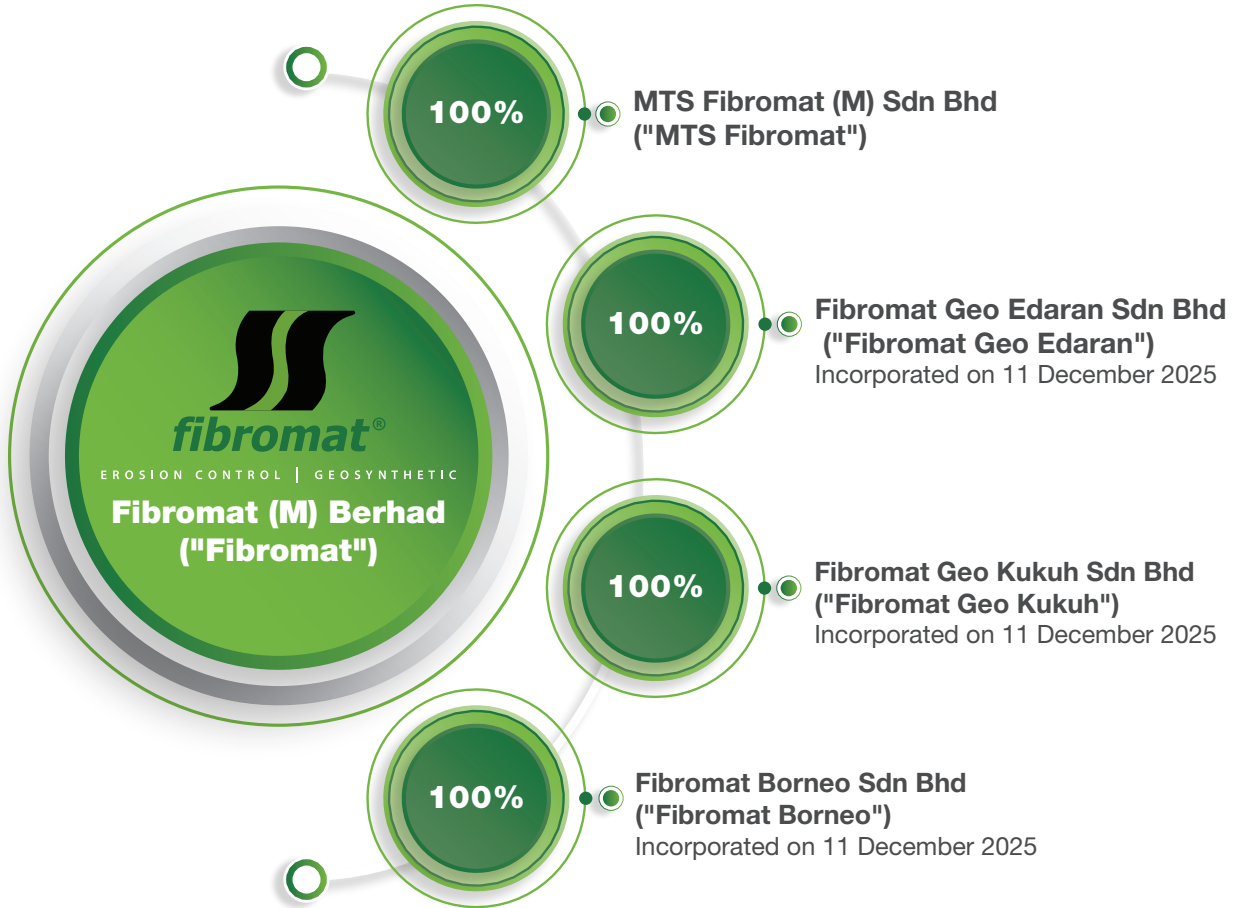 100%
MTS Fibromat (M) Sdn Bhd
("MTS Fibromat")
100%
Fibromat Geo Edaran Sdn Bhd
("Fibromat Geo Edaran")
Incorporated on 11 December 2025
fibromat®
EROSION CONTROL | GEOSYNTHETIC
Fibromat (M) Berhad
("Fibromat")
100%
Fibromat Geo Kukuh Sdn Bhd
("Fibromat Geo Kukuh")
Incorporated on 11 December 2025
100%
Fibromat Borneo Sdn Bhd
("Fibromat Borneo")
Incorporated on 11 December 2025